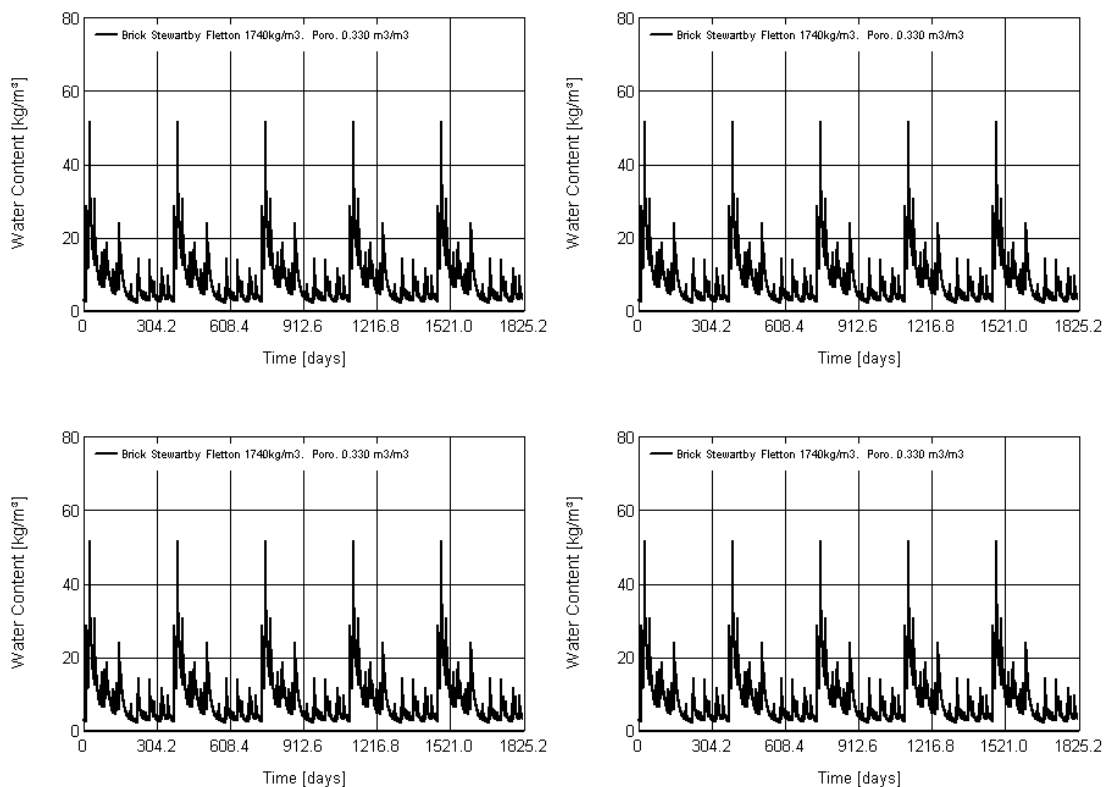 80
Brick Stewartby Fletton 1740kg/m3. Poro. 0.330 m3/m3
60
40
20
0
Water Content [kg/m³]
0 304.2 608.4 912.6 1216.8 1521.0 1825.2
Time [days]
80
Brick Stewartby Fletton 1740kg/m3. Poro. 0.330 m3/m3
60
40
20
0
Water Content [kg/m³]
0 304.2 608.4 912.6 1216.8 1521.0 1825.2
Time [days]
80
Brick Stewartby Fletton 1740kg/m3. Poro. 0.330 m3/m3
60
40
20
0
Water Content [kg/m³]
0 304.2 608.4 912.6 1216.8 1521.0 1825.2
Time [days]
80
Brick Stewartby Fletton 1740kg/m3. Poro. 0.330 m3/m3
60
40
20
0
Water Content [kg/m³]
0 304.2 608.4 912.6 1216.8 1521.0 1825.2
Time [days]